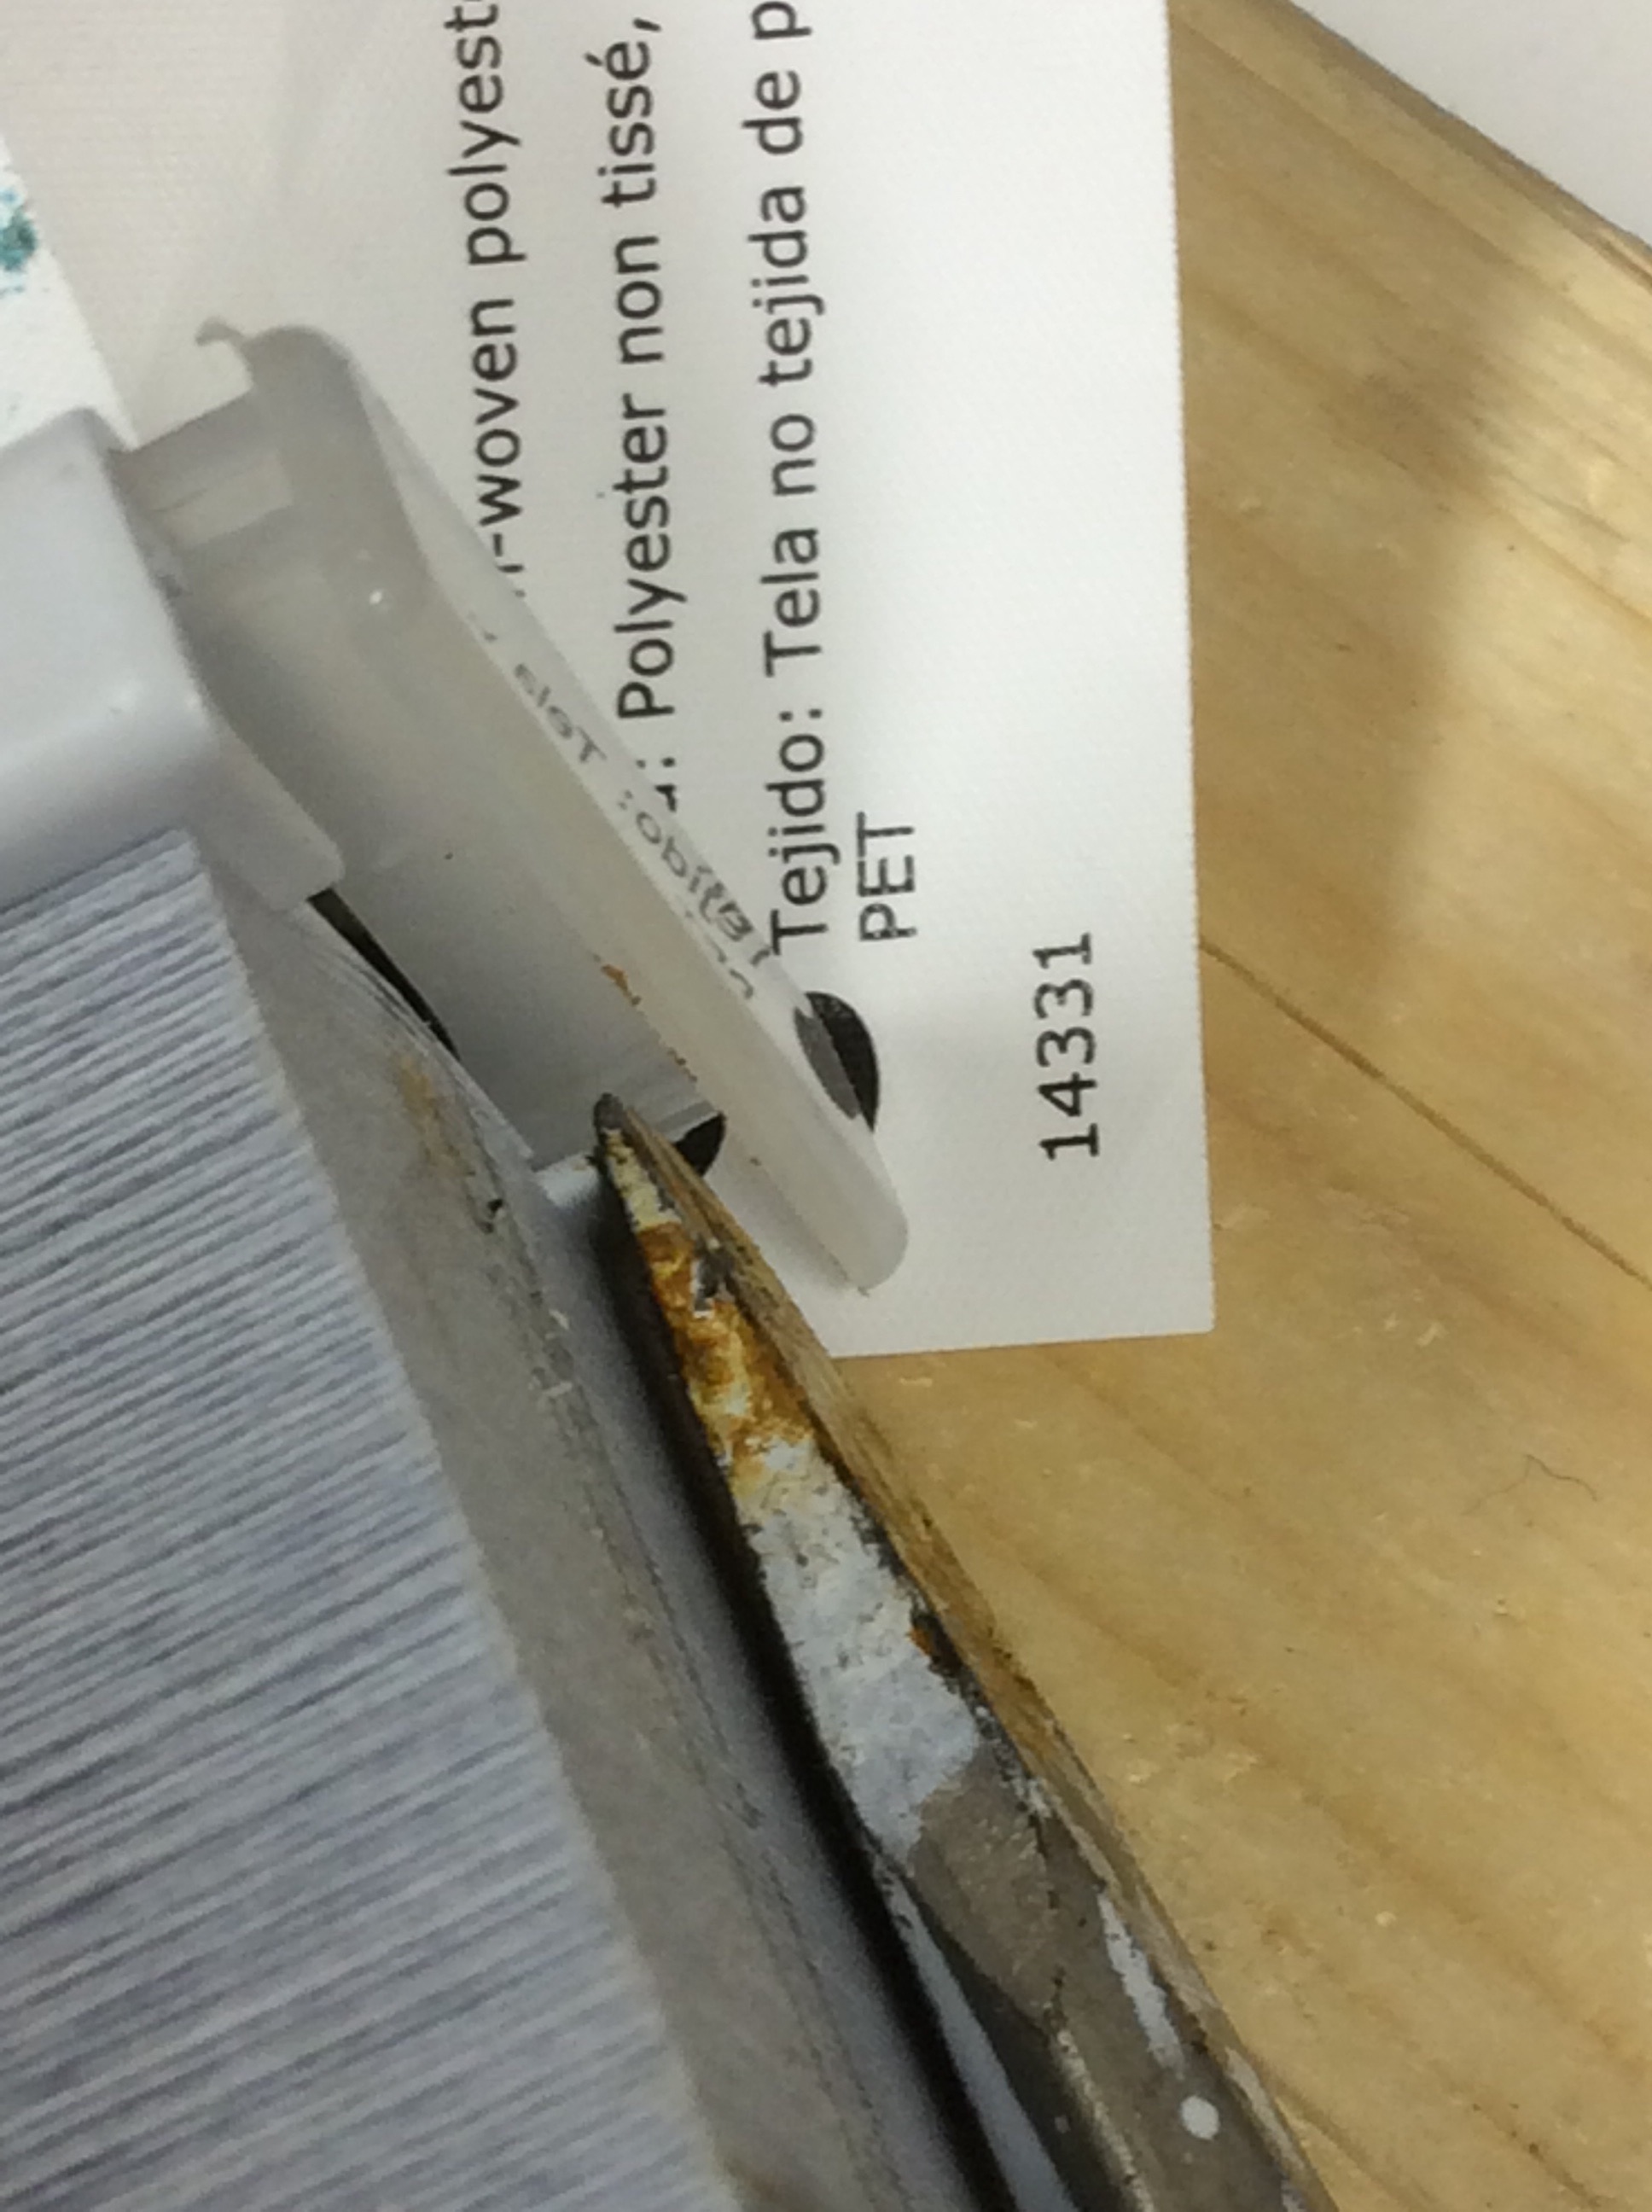 -woven polyest
: Polyester non tissé,
Tejido: Tela no tejida de p
PET
14331